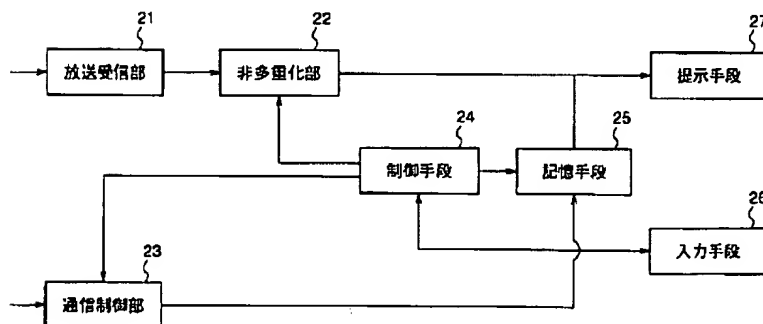 21
放送受信部
22
非多重化部
27
提示手段
24
制御手段
25
記憶手段
26
入力手段
23
通信制御部